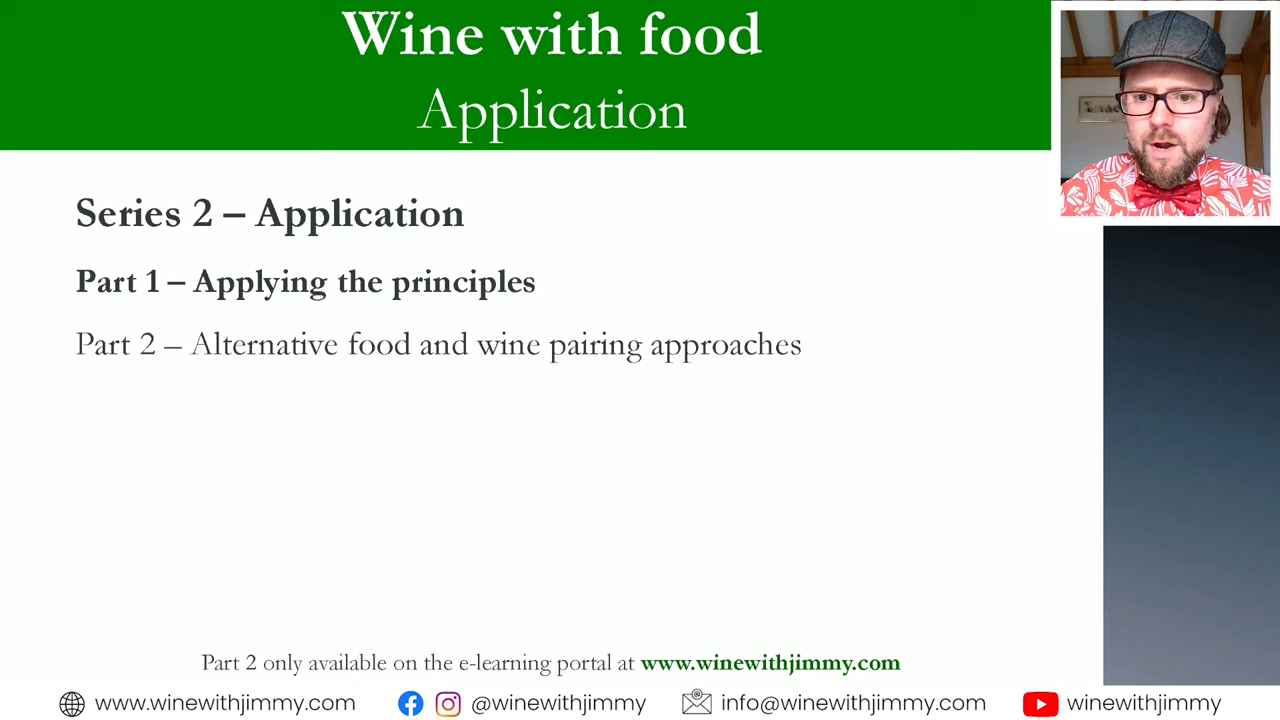 Wine with food
Application
Series 2 – Application
Part 1 – Applying the principles
Part 2 – Alternative food and wine pairing approaches
Part 2 only available on the e-learning portal at www.winewithjimmy.com
www.winewithjimmy.com @winewithjimmy info@winewithjimmy.com winewithjimmy